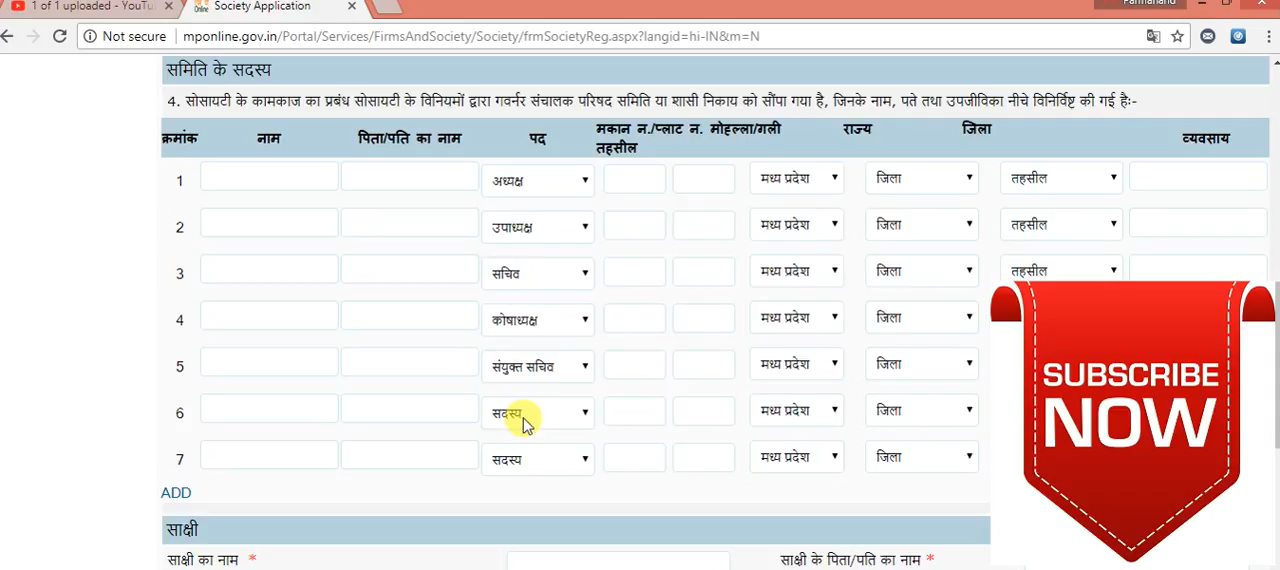 1 of 1 uploaded - YouTu
Society Application
Parmanand
Not secure | mponline.gov.in/Portal/Services/FirmsAndSociety/Society/frmSocietyReg.aspx?langid=hi-IN&m=N
समिति के सदस्य
4. सोसायटी के कामकाज का प्रबंध सोसायटी के विनियमों द्वारा गवर्नर संचालक परिषद समिति या शासी निकाय को सौंपा गया है, जिनके नाम, पते तथा उपजीविका नीचे विनिर्विष्ट की गई है:-
क्रमांक नाम पिता/पति का नाम पद मकान न./प्लाट न. मोहल्ला/गली राज्य जिला व्यवसाय
तहसील
1 अध्यक्ष मध्य प्रदेश जिला तहसील
2 उपाध्यक्ष मध्य प्रदेश जिला तहसील
3 सचिव मध्य प्रदेश जिला तहसील
4 कोषाध्यक्ष मध्य प्रदेश जिला
5 संयुक्त सचिव मध्य प्रदेश जिला
6 सदस्य मध्य प्रदेश जिला
7 सदस्य मध्य प्रदेश जिला
SUBSCRIBE
NOW
ADD
साक्षी
साक्षी का नाम * साक्षी के पिता/पति का नाम *